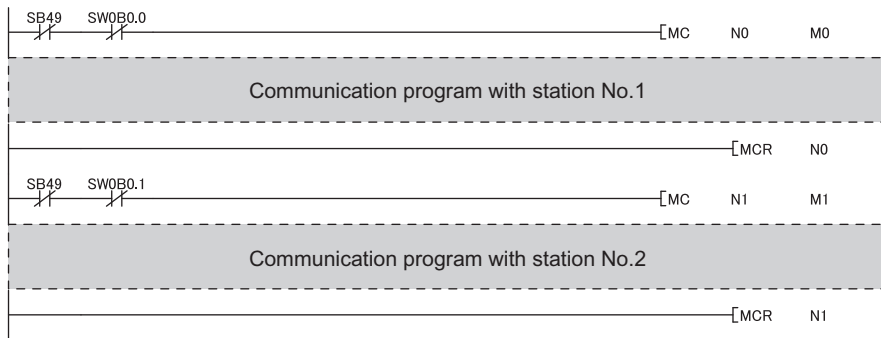 SB49 SW0B0.0
[MC N0 M0
Communication program with station No.1
[MCR N0
SB49 SW0B0.1
[MC N1 M1
Communication program with station No.2
[MCR N1